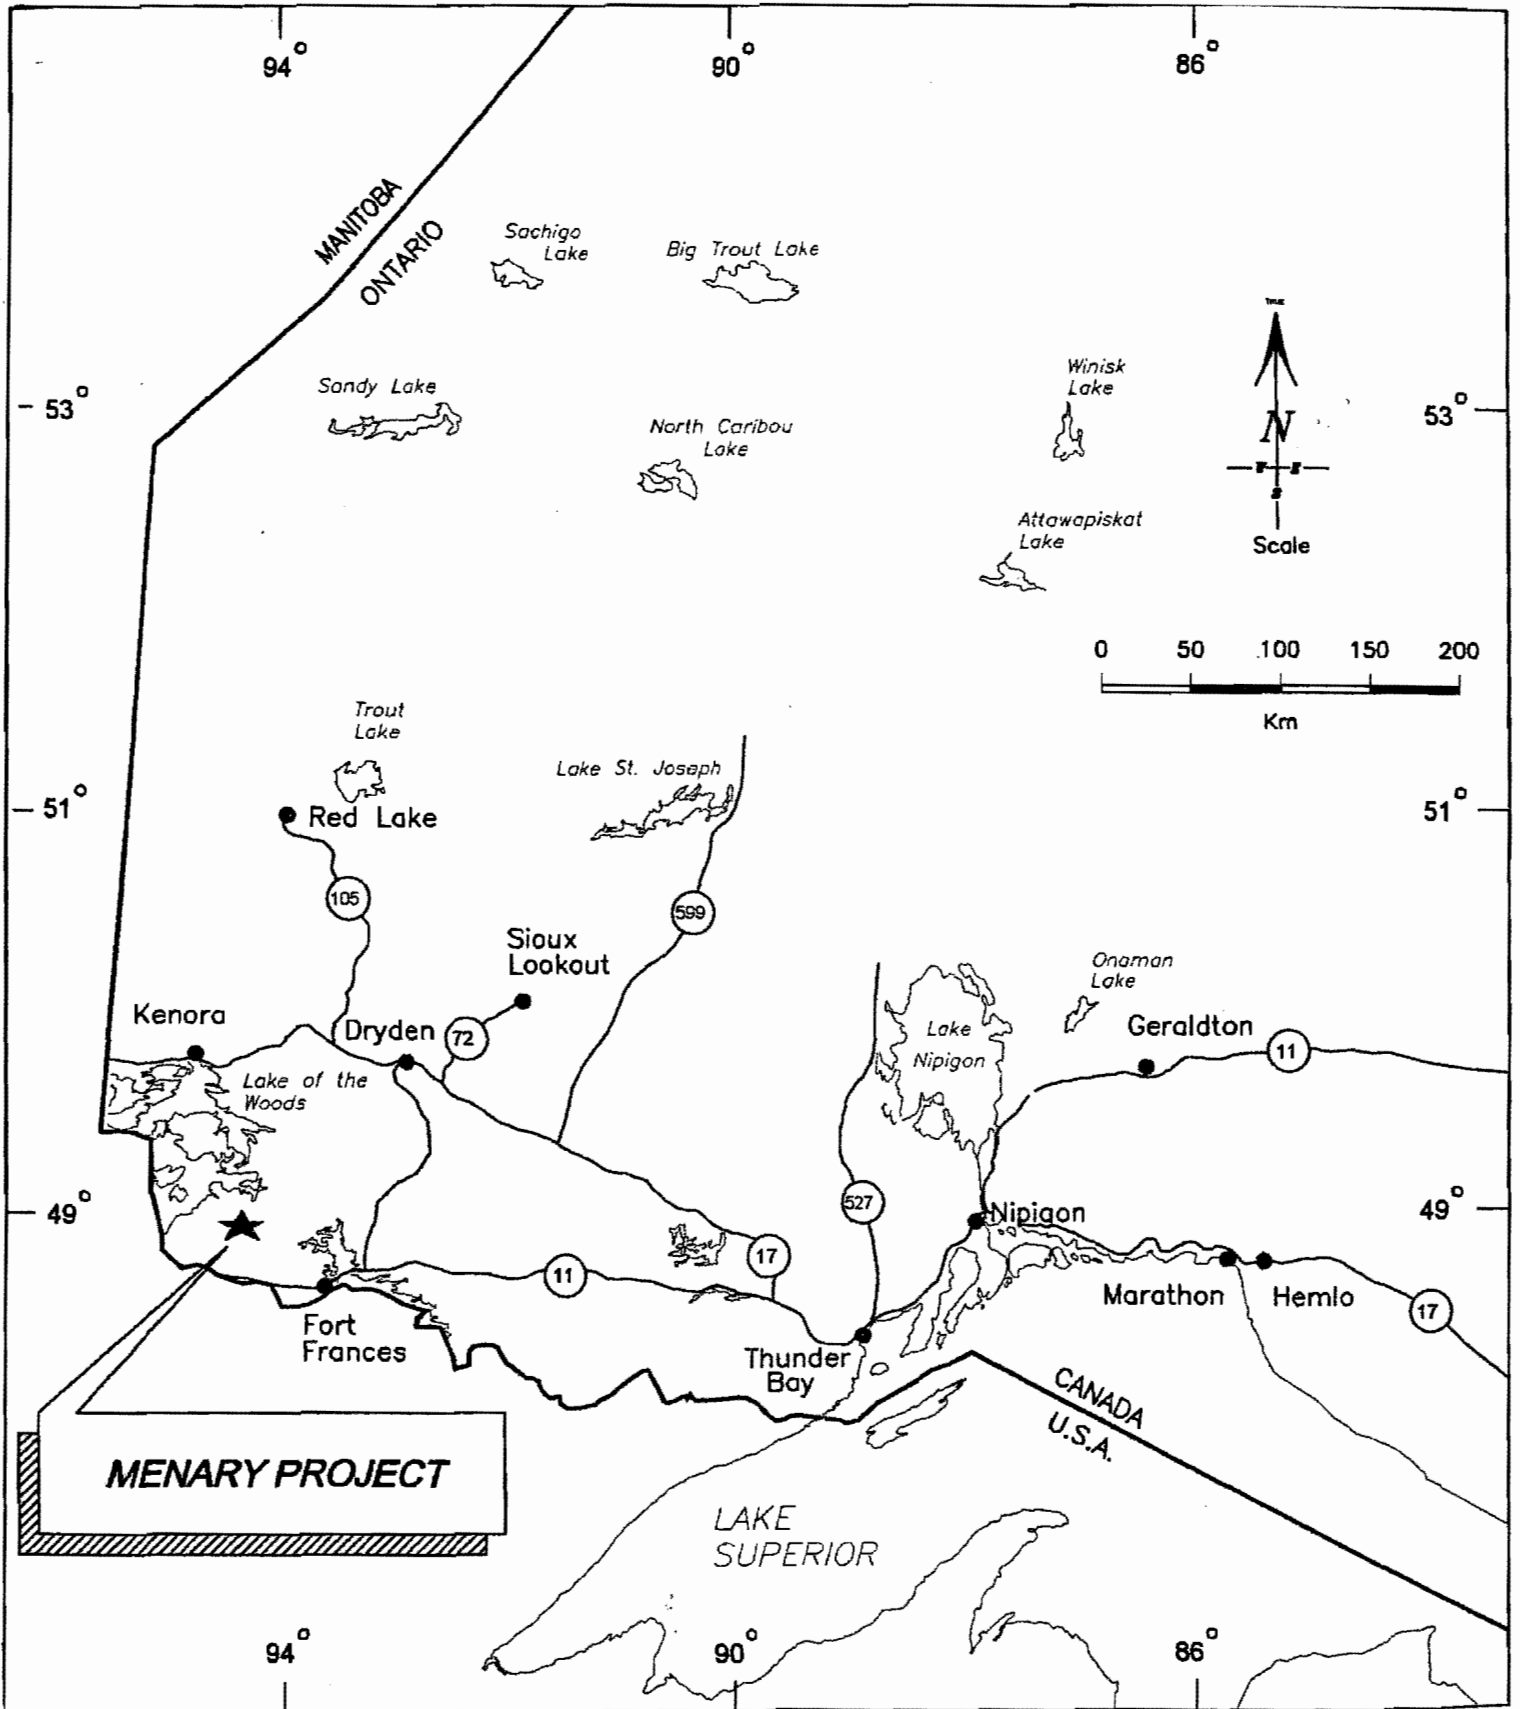 94°
90°
86°
MANITOBA
ONTARIO
Sachigo
Lake
Big Trout Lake
TRUE
Winisk
Lake
Sandy Lake
53°
53°
North Caribou
Lake
N
W E
S
Attawapiskat
Lake
Scale
0 50 100 150 200
Km
Trout
Lake
Lake St. Joseph
51°
51°
Red Lake
105
599
Sioux
Lookout
Onaman
Lake
Kenora
Dryden
72
Lake
Nipigon
Geraldton
11
Lake of the
Woods
49°
49°
527
Nipigon
17
11
Marathon
Hemlo
17
Fort
Frances
Thunder
Bay
CANADA
U.S.A.
MENARY PROJECT
LAKE
SUPERIOR
94°
90°
86°